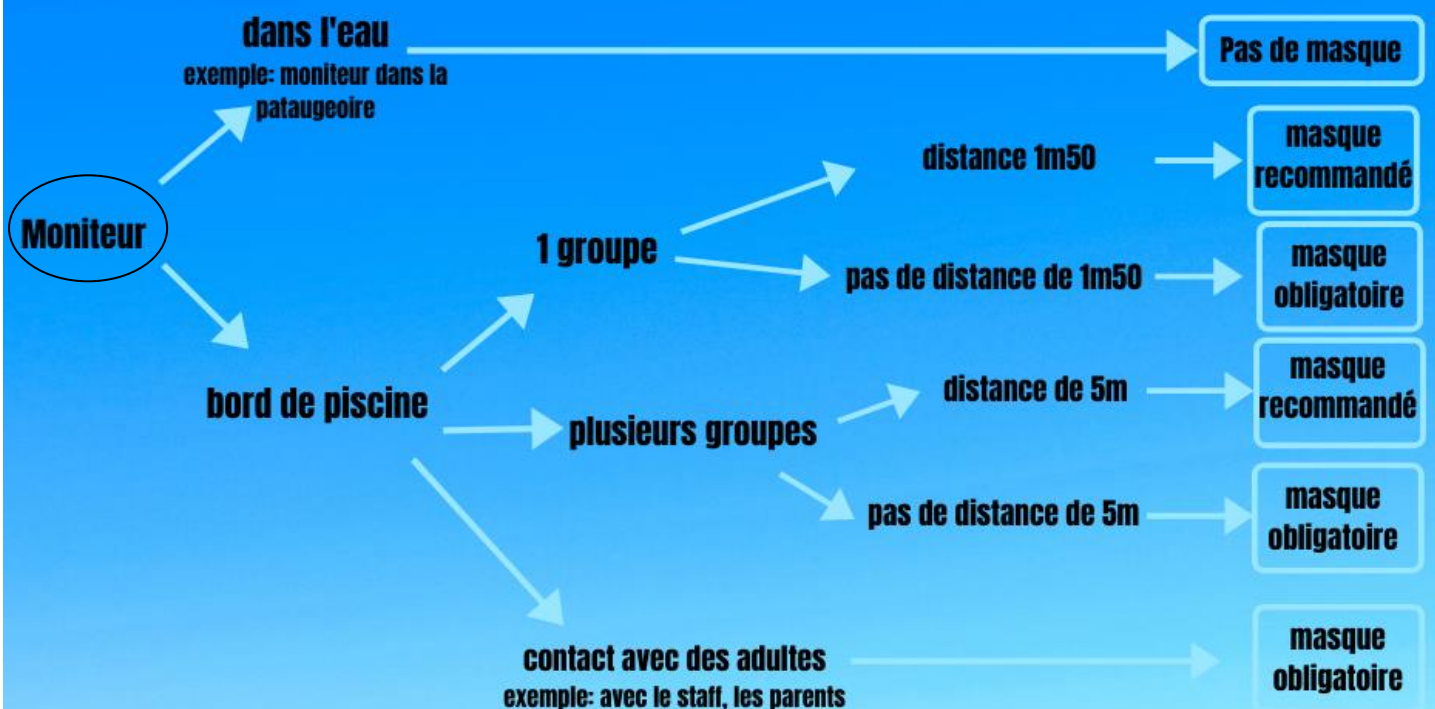 dans l'eau
exemple: moniteur dans la
pataugeoire
Pas de masque
Moniteur
1 groupe
distance 1m50
masque
recommandé
pas de distance de 1m50
masque
obligatoire
bord de piscine
plusieurs groupes
distance de 5m
masque
recommandé
pas de distance de 5m
masque
obligatoire
contact avec des adultes
exemple: avec le staff, les parents
masque
obligatoire